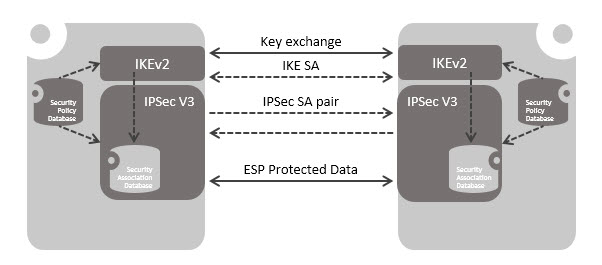 Key exchange
IKEv2
IKEv2
IKE SA
Security
Policy
Database
IPSec V3
IPSec SA pair
IPSec V3
Security
Policy
Database
Security
Association
Database
ESP Protected Data
Security
Association
Database